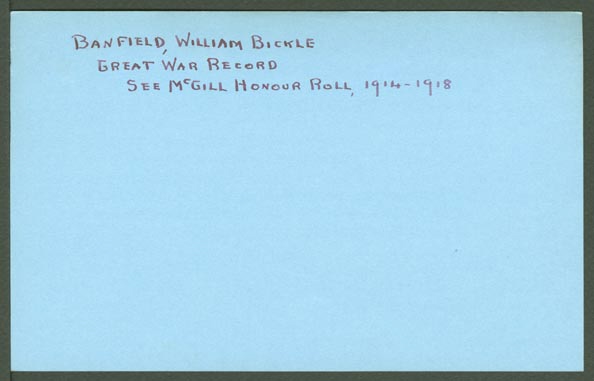 BANFIELD, WILLIAM BICKLE
GREAT WAR RECORD
SEE McGILL HONOUR ROLL, 1914-1918